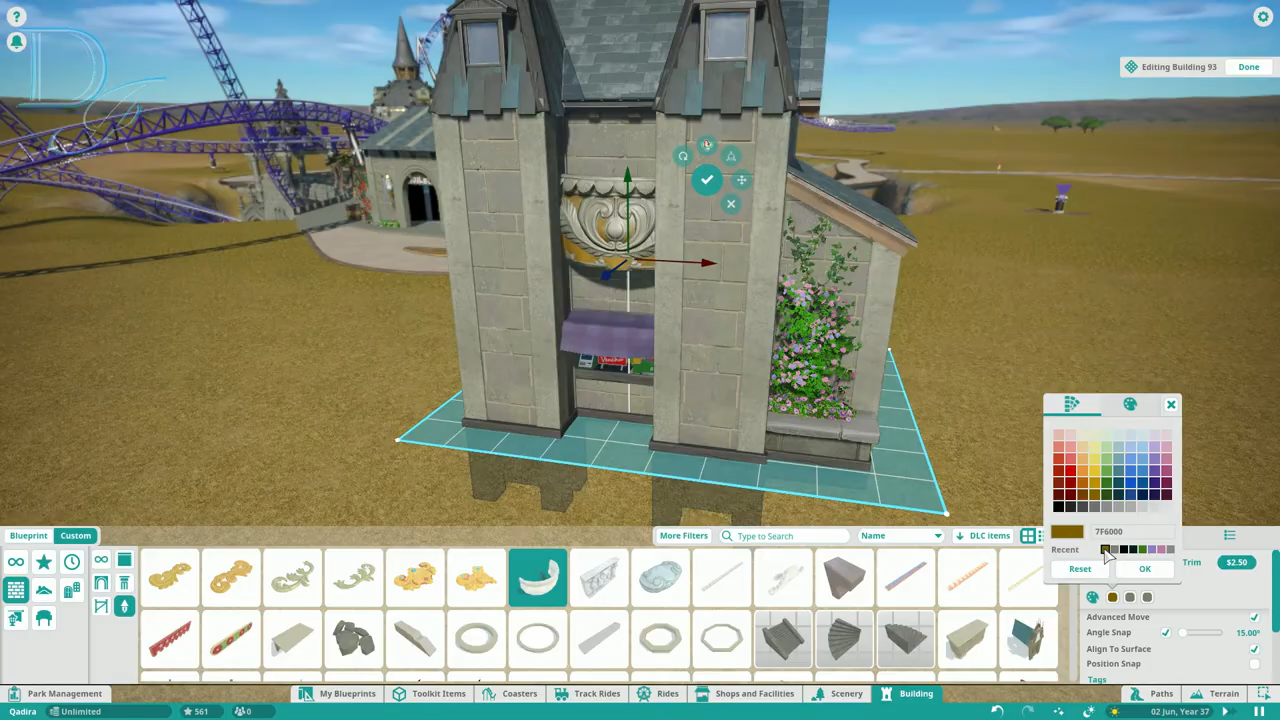 ?
Editing Building 93
Done
Voucher
7F6000
Recent
Reset
OK
Blueprint
Custom
More Filters
Type to Search
Name
DLC items
Trim
$2.50
Advanced Move
Angle Snap
15.00°
Align To Surface
Position Snap
Tags
Park Management
My Blueprints
Toolkit Items
Coasters
Track Rides
Rides
Shops and Facilities
Scenery
Building
Paths
Terrain
Qadira
Unlimited
561
0
02 Jun, Year 37